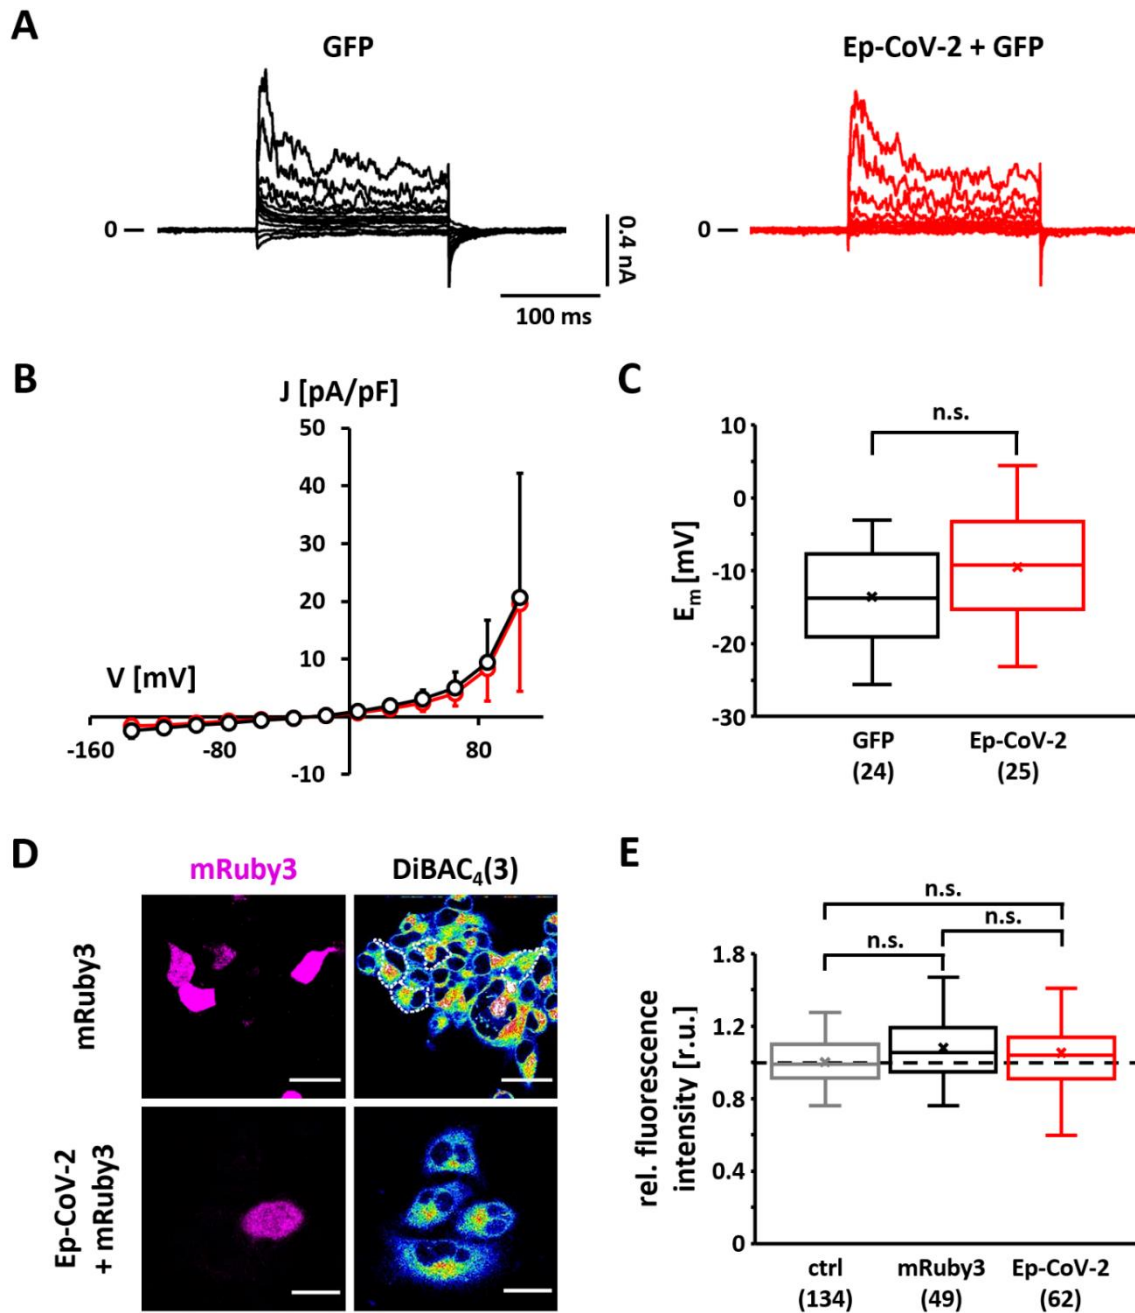 A
GFP
Ep-CoV-2 + GFP
0
0
0.4 nA
100 ms
B
J [pA/pF]
50
40
30
20
10
-10
V [mV]
-160
-80
80
C
n.s.
10
0
-10
-20
-30
Em [mV]
GFP
(24)
Ep-CoV-2
(25)
D
mRuby3
DiBAC4(3)
mRuby3
Ep-CoV-2
+ mRuby3
E
n.s.
n.s.
n.s.
1.8
1.2
0.8
0.4
0
rel. fluorescence
intensity [r.u.]
ctrl
(134)
mRuby3
(49)
Ep-CoV-2
(62)